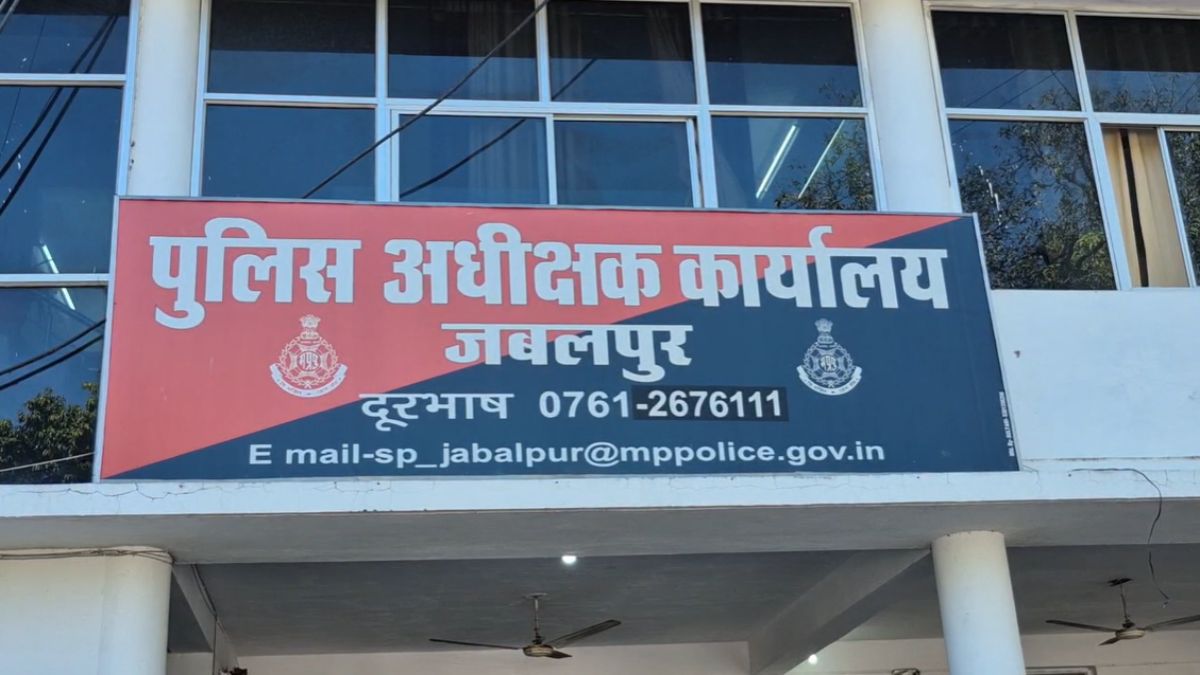 पुलिस अधीक्षक कार्यालय
जबलपुर
दूरभाष 0761-2676111
E mail-sp_jabalpur@mppolice.gov.in